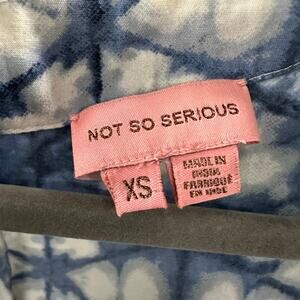 NOT SO SERIOUS
XS
MADE IN
INDIA
FABRIQUÉ
EN INDE